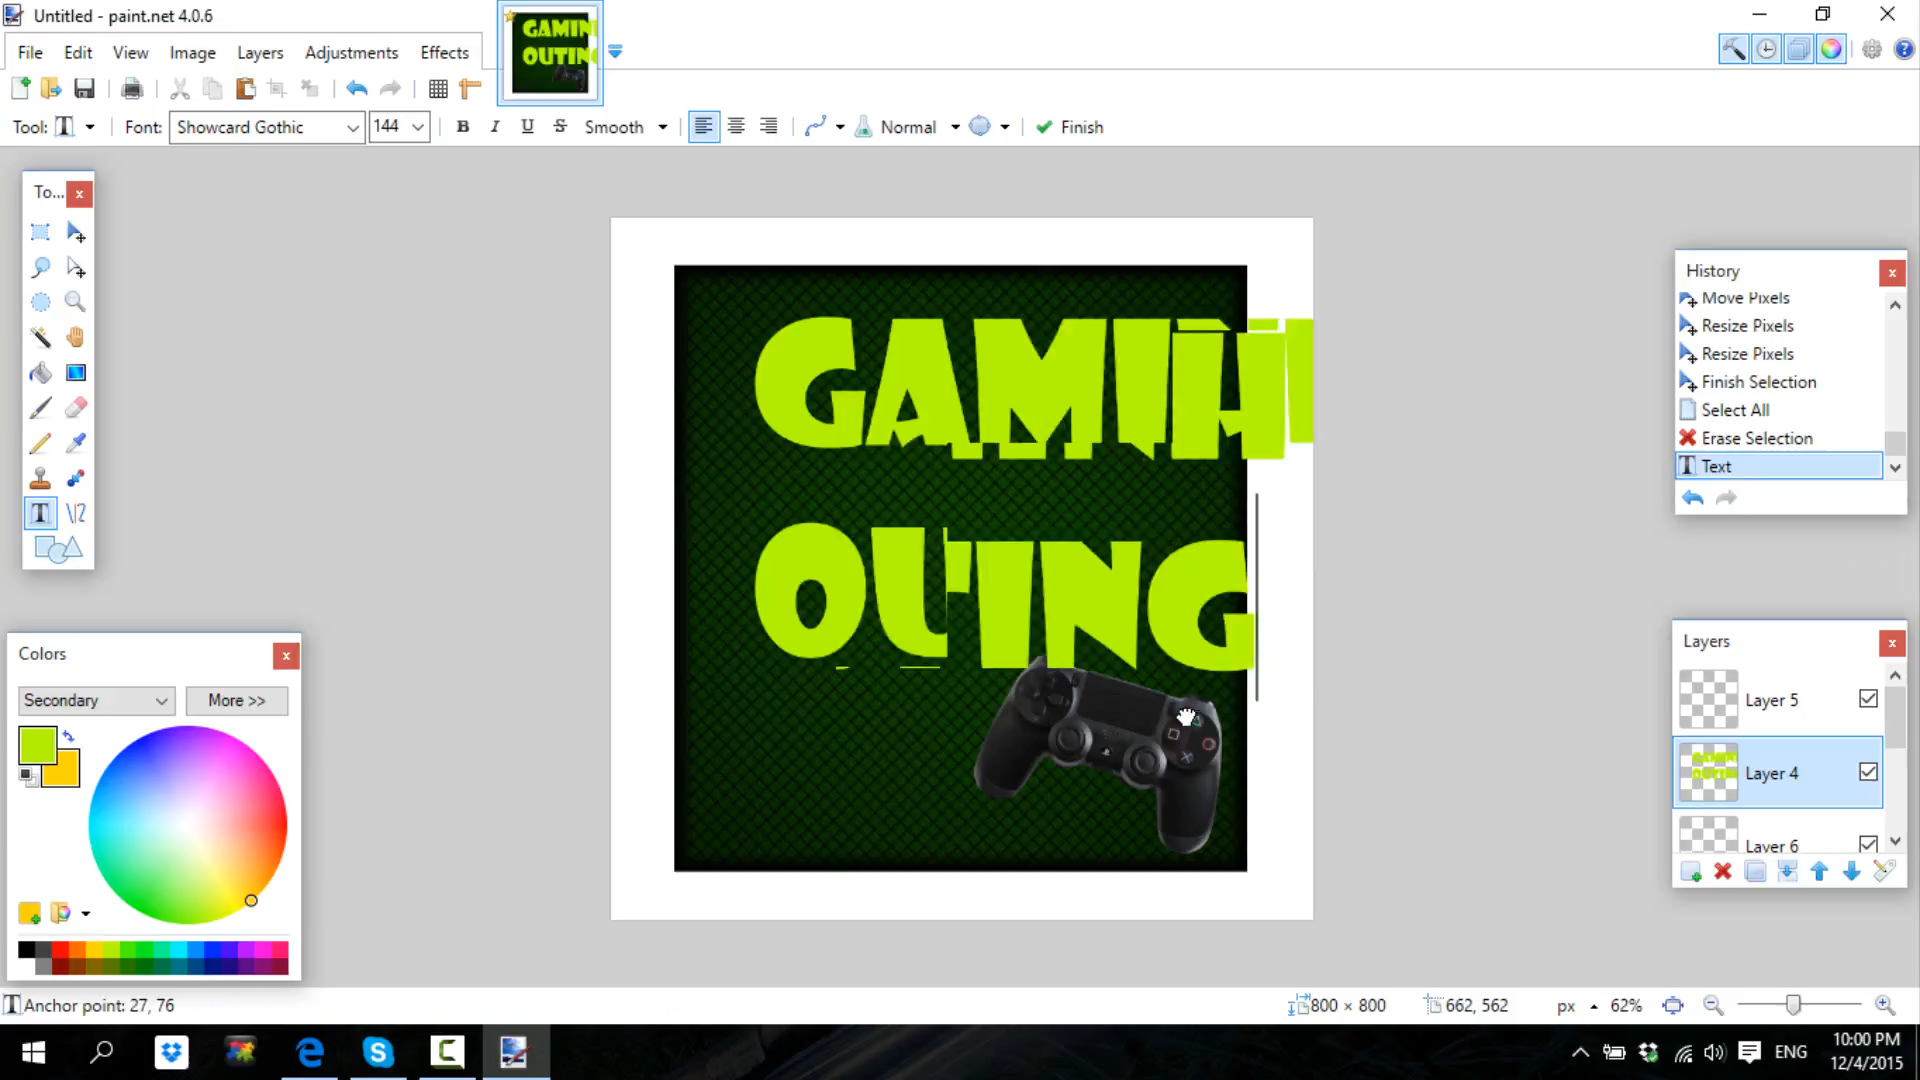 Untitled - paint.net 4.0.6
File Edit View Image Layers Adjustments Effects
Tool: T Font: Showcard Gothic 144 B I U S Smooth Normal Finish
To...
GAMIN
OUTING
History
Move Pixels
Resize Pixels
Resize Pixels
Finish Selection
Select All
Erase Selection
Text
Colors
Secondary More >>
Layers
Layer 5
Layer 4
Layer 6
Anchor point: 27, 76 800 × 800 662, 562 px 62%
ENG 10:00 PM
12/4/2015